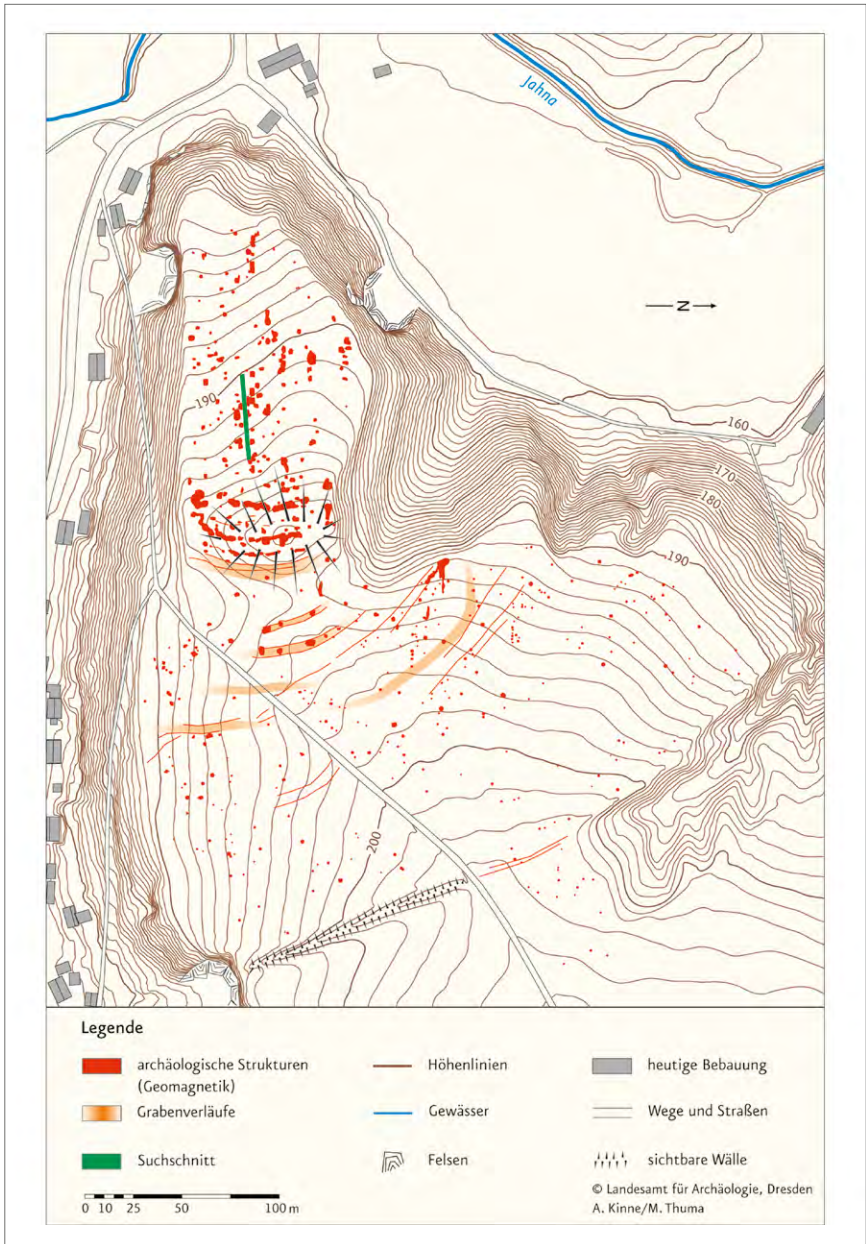 Jahna
N
190
160
170
180
190
200
Legende
archäologische Strukturen
(Geomagnetik)
Höhenlinien
heutige Bebauung
Grabenverläufe
Gewässer
Wege und Straßen
Suchschnitt
Felsen
sichtbare Wälle
0 10 25 50 100 m
© Landesamt für Archäologie, Dresden
A. Kinne/M. Thuma